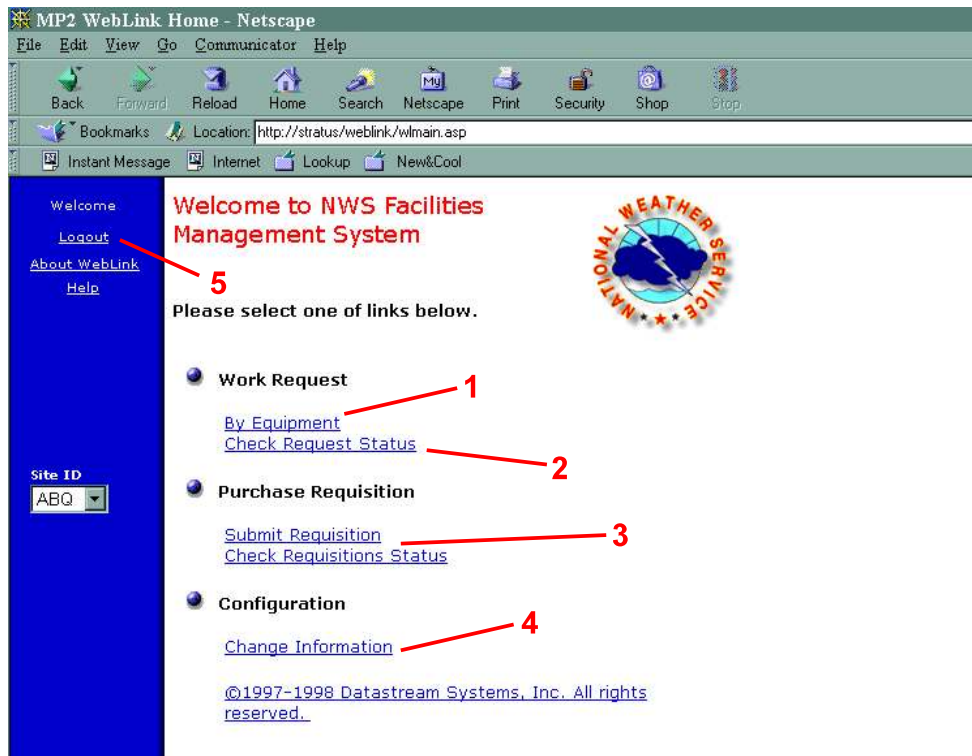 MP2 WebLink Home - Netscape
File Edit View Go Communicator Help
My
Back Forward Reload Home Search Netscape Print Security Shop Stop
Bookmarks Location: http://stratus/weblink/wlmain.asp
Instant Message Internet Lookup New&Cool
Welcome
Logout
About WebLink
Help
Site ID
ABQ
Welcome to NWS Facilities
Management System
NATIONAL WEATHER SERVICE
5
Please select one of links below.
Work Request
1
By Equipment
Check Request Status
2
Purchase Requisition
Submit Requisition
3
Check Requisitions Status
Configuration
4
Change Information
©1997-1998 Datastream Systems, Inc. All rights
reserved.